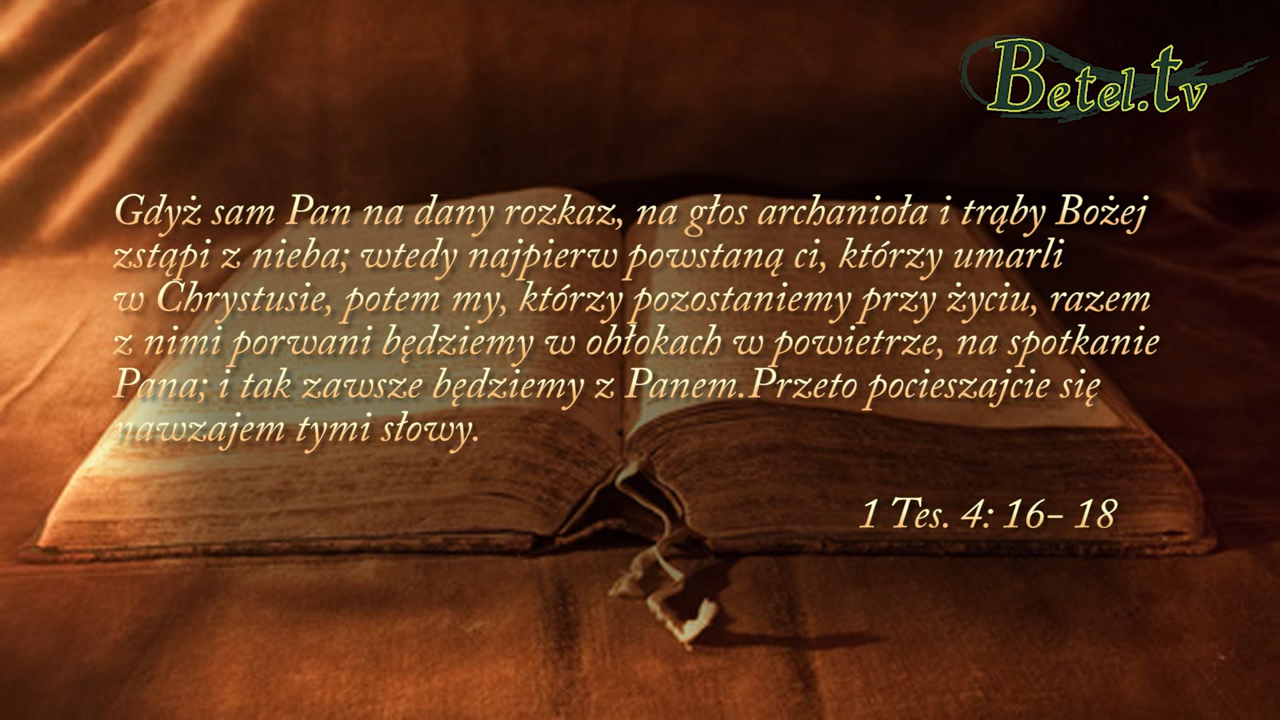 Betel.tv
Gdyż sam Pan na dany rozkaz, na głos archanioła i trąby Bożej
zstąpi z nieba; wtedy najpierw powstaną ci, którzy umarli
w Chrystusie, potem my, którzy pozostaniemy przy życiu, razem
z nimi porwani będziemy w obłokach w powietrze, na spotkanie
Pana; i tak zawsze będziemy z Panem.Przeto pocieszajcie się
nawzajem tymi słowy.
1 Tes. 4: 16- 18